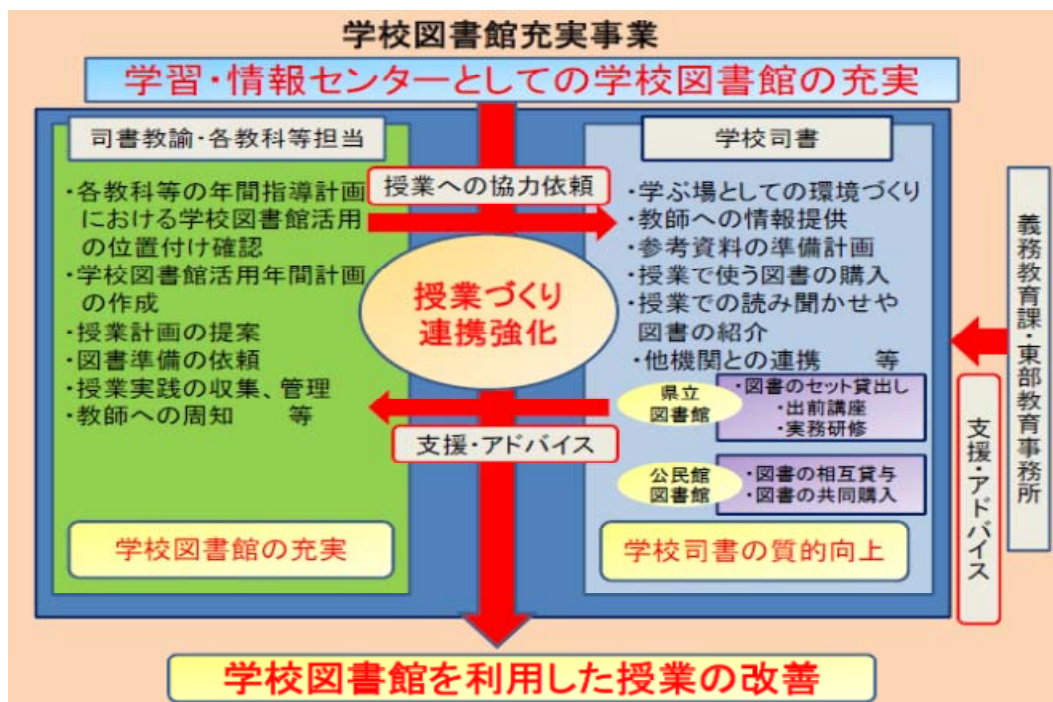 学校図書館充実事業
学習・情報センターとしての学校図書館の充実
司書教諭・各教科等担当
・各教科等の年間指導計画
における学校図書館活用
の位置付け確認
・学校図書館活用年間計画
の作成
・授業計画の提案
・図書準備の依頼
・授業実践の収集、管理
・教師への周知　等
学校図書館の充実
授業への協力依頼
授業づくり
連携強化
支援・アドバイス
学校司書
・学ぶ場としての環境づくり
・教師への情報提供
・参考資料の準備計画
・授業で使う図書の購入
・授業での読み聞かせや
図書の紹介
・他機関との連携　等
県立
図書館
・図書のセット貸出し
・出前講座
・実務研修
公民館
図書館
・図書の相互貸与
・図書の共同購入
学校司書の質的向上
義務教育課・東部教育事務所
支援・アドバイス
学校図書館を利用した授業の改善